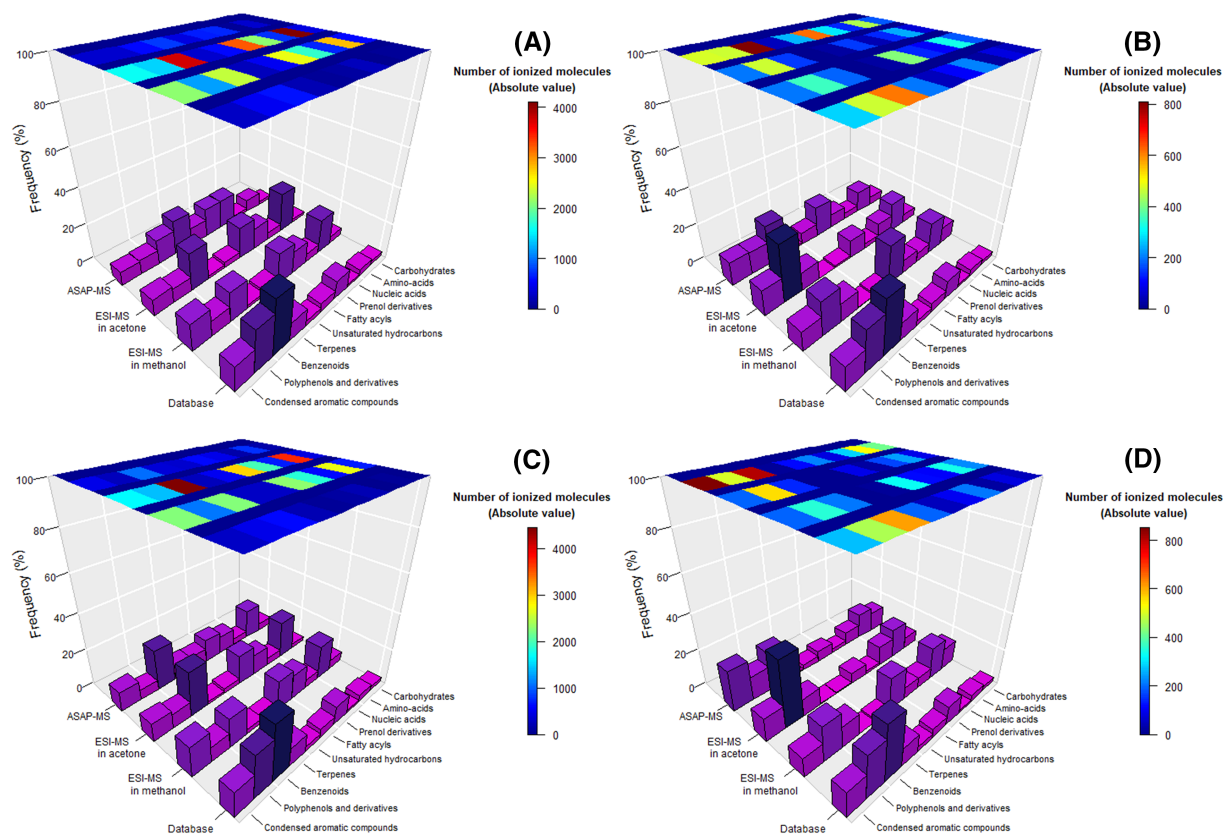 (A)
Number of ionized molecules
(Absolute value)
4000
3000
2000
1000
0
100
80
60
40
20
0
Frequency (%)
ASAP-MS
ESI-MS
in acetone
ESI-MS
in methanol
Database
Carbohydrates
Amino-acids
Nucleic acids
Prenol derivatives
Fatty acyls
Unsaturated hydrocarbons
Terpenes
Benzenoids
Polyphenols and derivatives
Condensed aromatic compounds
(B)
Number of ionized molecules
(Absolute value)
800
600
400
200
0
100
80
60
40
20
0
Frequency (%)
ASAP-MS
ESI-MS
in acetone
ESI-MS
in methanol
Database
Carbohydrates
Amino-acids
Nucleic acids
Prenol derivatives
Fatty acyls
Unsaturated hydrocarbons
Terpenes
Benzenoids
Polyphenols and derivatives
Condensed aromatic compounds
(C)
Number of ionized molecules
(Absolute value)
4000
3000
2000
1000
0
100
80
60
40
20
0
Frequency (%)
ASAP-MS
ESI-MS
in acetone
ESI-MS
in methanol
Database
Carbohydrates
Amino-acids
Nucleic acids
Prenol derivatives
Fatty acyls
Unsaturated hydrocarbons
Terpenes
Benzenoids
Polyphenols and derivatives
Condensed aromatic compounds
(D)
Number of ionized molecules
(Absolute value)
800
600
400
200
0
100
80
60
40
20
0
Frequency (%)
ASAP-MS
ESI-MS
in acetone
ESI-MS
in methanol
Database
Carbohydrates
Amino-acids
Nucleic acids
Prenol derivatives
Fatty acyls
Unsaturated hydrocarbons
Terpenes
Benzenoids
Polyphenols and derivatives
Condensed aromatic compounds